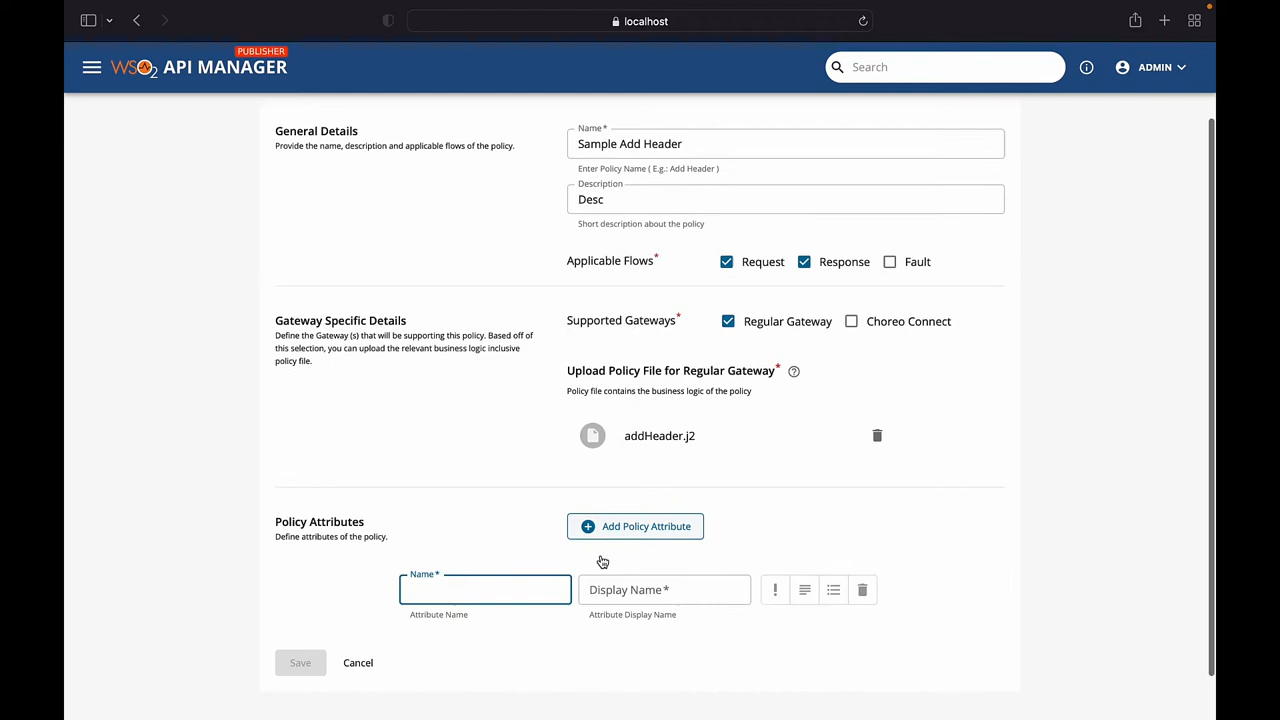 localhost
PUBLISHER
WSO2 API MANAGER
Search
ADMIN
General Details
Provide the name, description and applicable flows of the policy.
Name*
Sample Add Header
Enter Policy Name ( E.g.: Add Header )
Description
Desc
Short description about the policy
Applicable Flows* Request Response Fault
Gateway Specific Details
Define the Gateway (s) that will be supporting this policy. Based off of
this selection, you can upload the relevant business logic inclusive
policy file.
Supported Gateways* Regular Gateway Choreo Connect
Upload Policy File for Regular Gateway*
Policy file contains the business logic of the policy
addHeader.j2
Policy Attributes
Define attributes of the policy.
Add Policy Attribute
Name*
Attribute Name
Display Name*
Attribute Display Name
Save Cancel